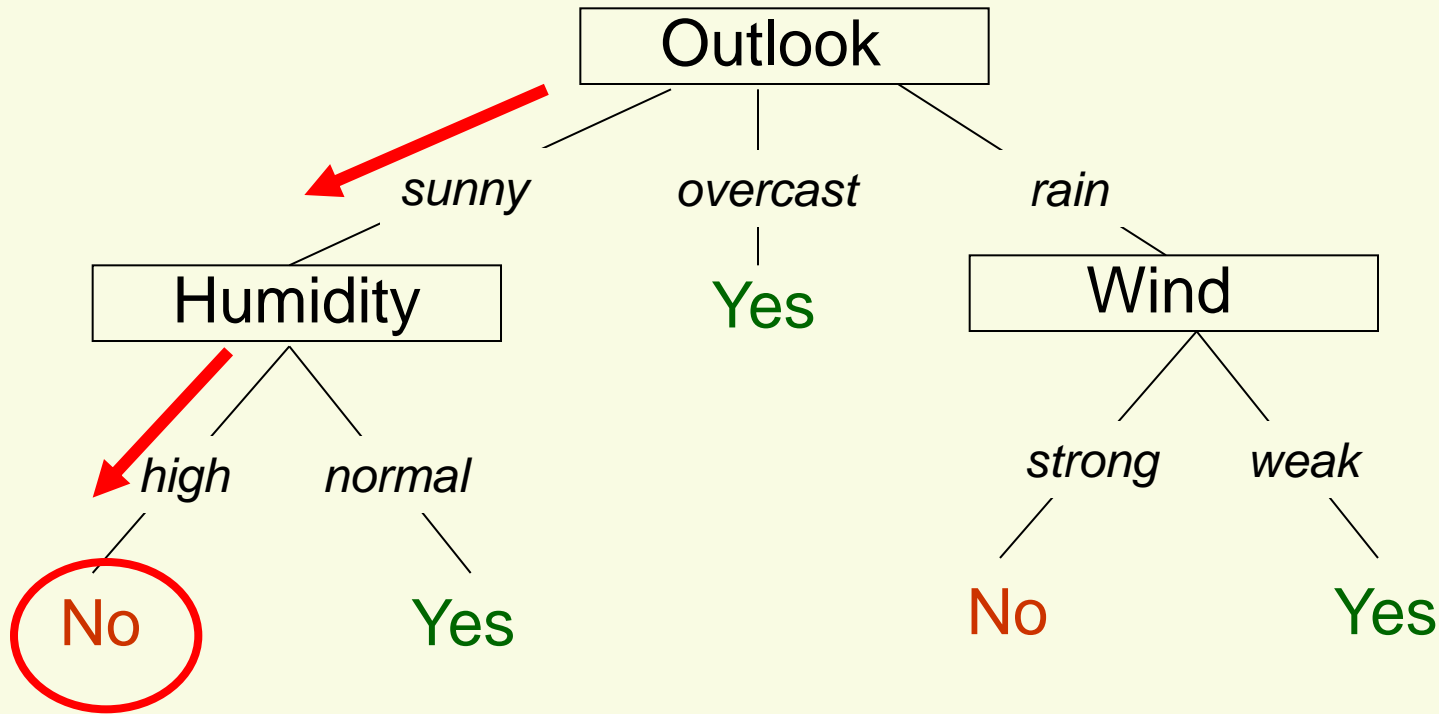 Outlook
sunny overcast rain
Humidity Yes Wind
high normal strong weak
No Yes No Yes